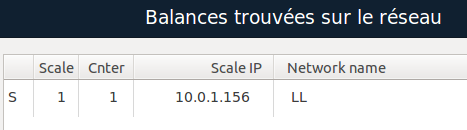 Balances trouvées sur le réseau
Scale Cnter Scale IP Network name
S 1 1 10.0.1.156 LL